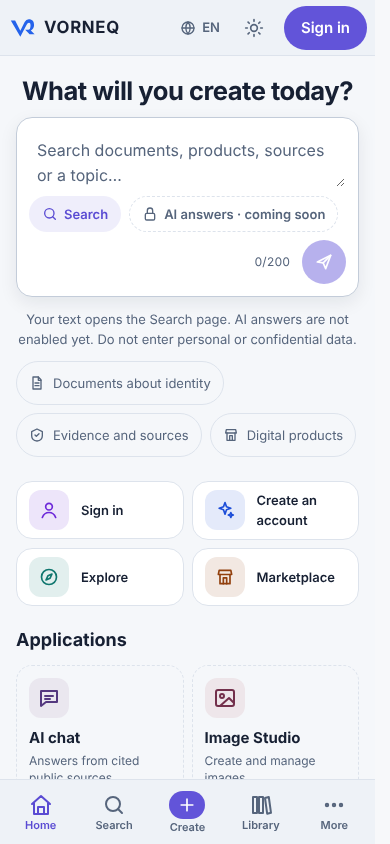 VORNEQ
EN
Sign in
What will you create today?
Search documents, products, sources
or a topic...
Search
AI answers · coming soon
0/200
Your text opens the Search page. AI answers are not
enabled yet. Do not enter personal or confidential data.
Documents about identity
Evidence and sources
Digital products
Sign in
Create an
account
Explore
Marketplace
Applications
AI chat
Image Studio
Answers from cited
public sources
Create and manage
images
Home
Search
Create
Library
More